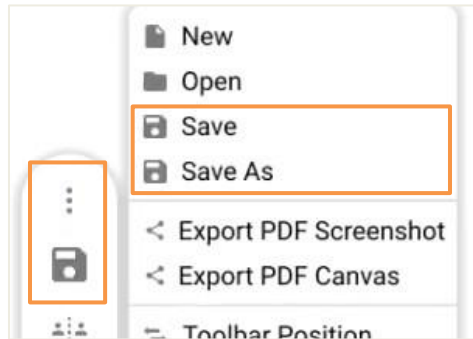 New
Open
Save
Save As
Export PDF Screenshot
Export PDF Canvas
Toolbar Position